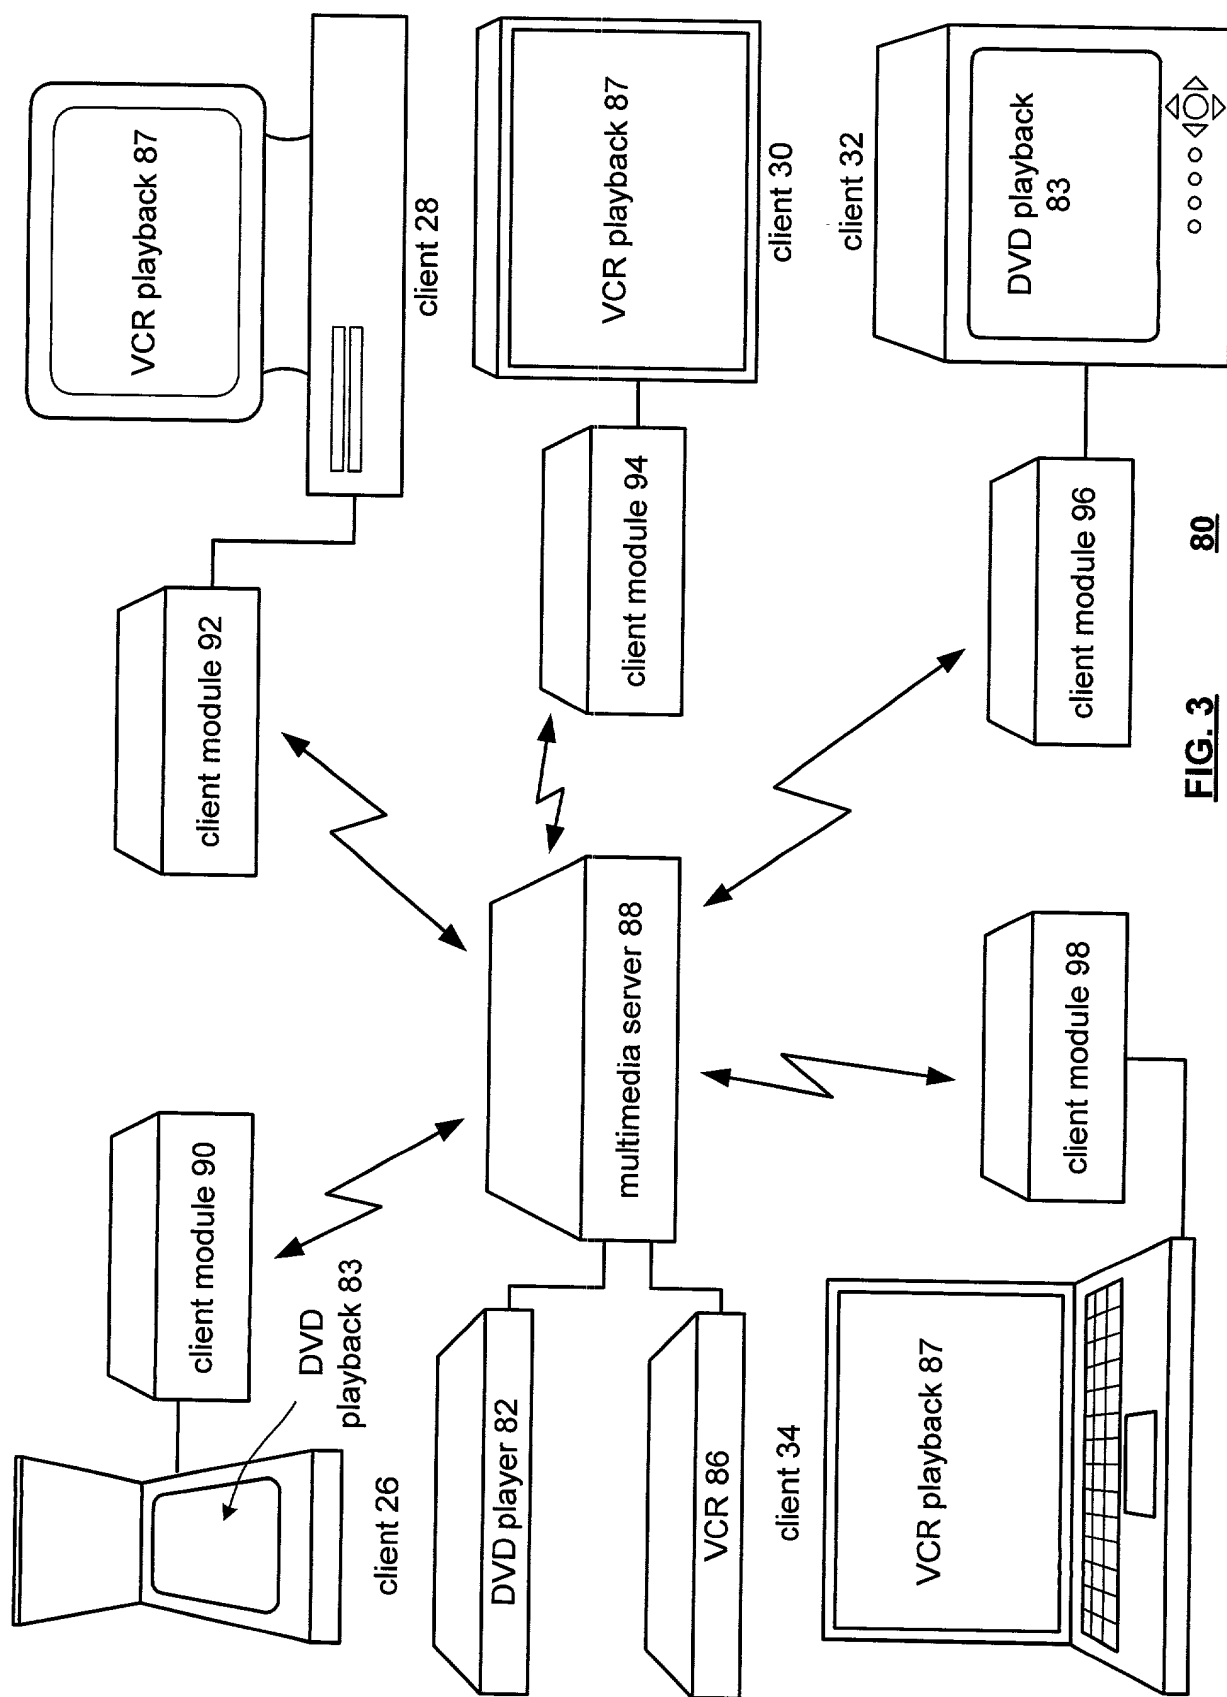 DVD
playback 83
client module 90
client 26
client module 92
VCR playback 87
client 28
DVD player 82
VCR 86
multimedia server 88
client module 94
VCR playback 87
client 30
client 34
VCR playback 87
client module 98
client module 96
client 32
DVD playback
83
FIG. 3
80